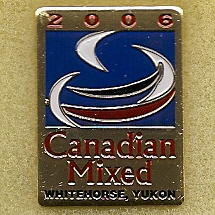 2006
Canadian
Mixed
WHITEHORSE, YUKON